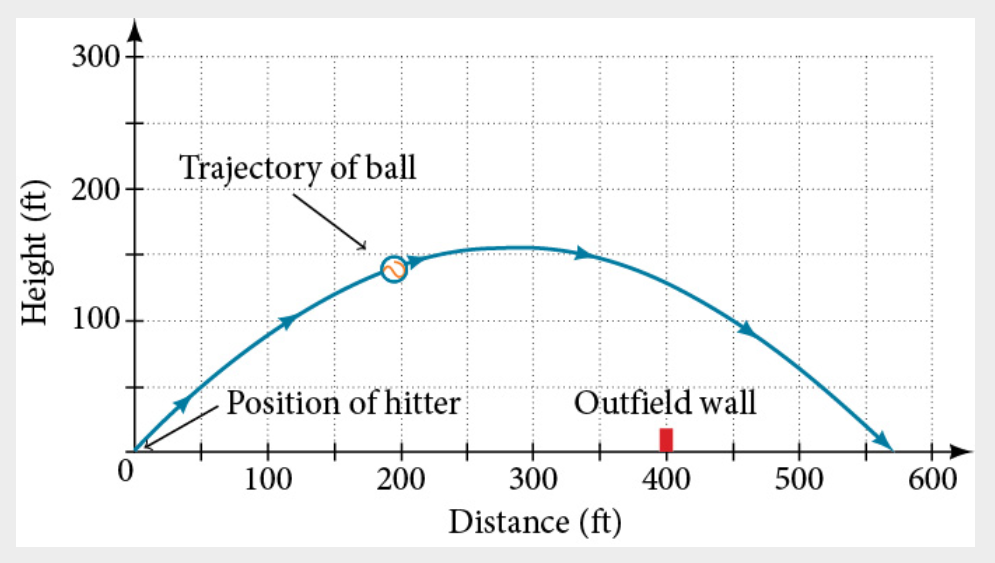 300
Trajectory of ball
200
Height (ft)
100
Position of hitter
Outfield wall
0
100
200
300
400
500
600
Distance (ft)